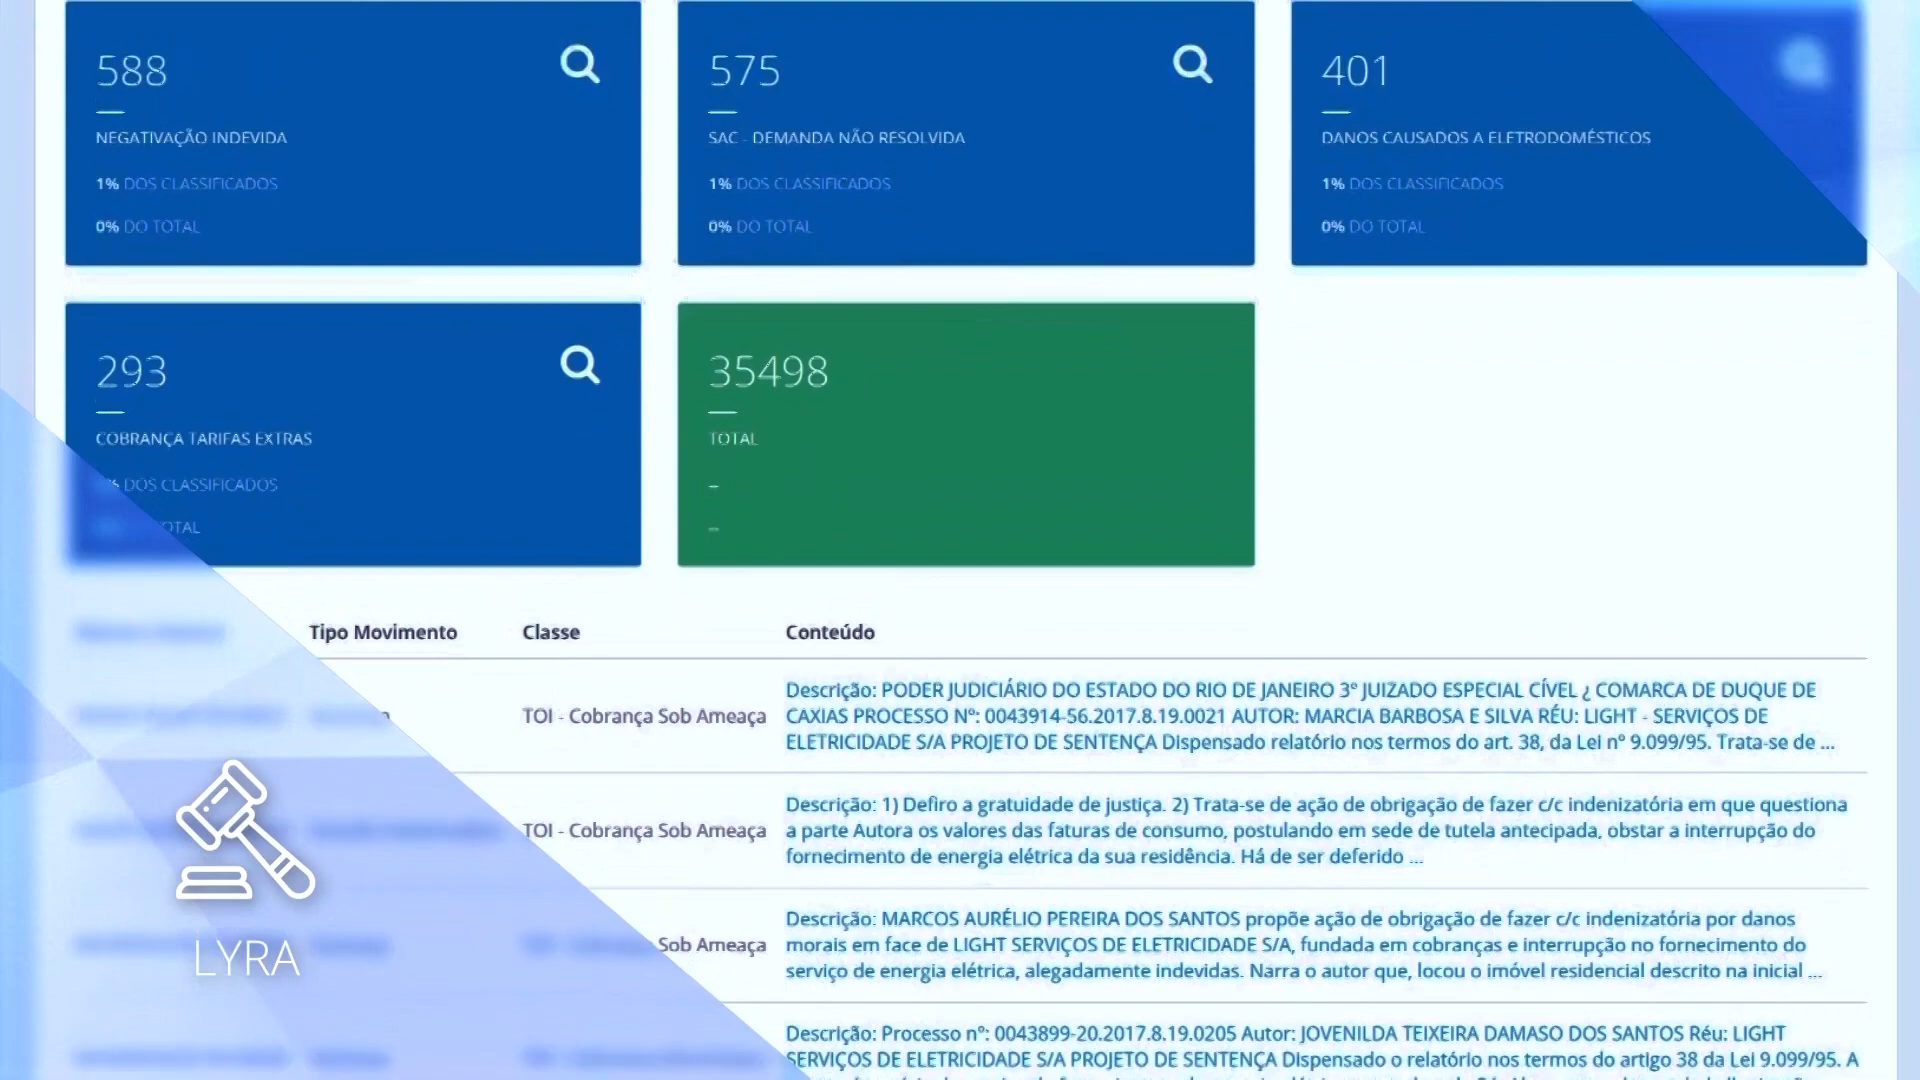 588
NEGATIVAÇÃO INDEVIDA
1% DOS CLASSIFICADOS
0% DO TOTAL
575
SAC - DEMANDA NÃO RESOLVIDA
1% DOS CLASSIFICADOS
0% DO TOTAL
401
DANOS CAUSADOS A ELETRODOMÉSTICOS
1% DOS CLASSIFICADOS
0% DO TOTAL
293
COBRANÇA TARIFAS EXTRAS
% DOS CLASSIFICADOS
35498
TOTAL
–
–
Tipo Movimento Classe Conteúdo
TOI - Cobrança Sob Ameaça
Descrição: PODER JUDICIÁRIO DO ESTADO DO RIO DE JANEIRO 3º JUIZADO ESPECIAL CÍVEL ¿ COMARCA DE DUQUE DE
CAXIAS PROCESSO Nº: 0043914-56.2017.8.19.0021 AUTOR: MARCIA BARBOSA E SILVA RÉU: LIGHT - SERVIÇOS DE
ELETRICIDADE S/A PROJETO DE SENTENÇA Dispensado relatório nos termos do art. 38, da Lei nº 9.099/95. Trata-se de ...
TOI - Cobrança Sob Ameaça
Descrição: 1) Defiro a gratuidade de justiça. 2) Trata-se de ação de obrigação de fazer c/c indenizatória em que questiona
a parte Autora os valores das faturas de consumo, postulando em sede de tutela antecipada, obstar a interrupção do
fornecimento de energia elétrica da sua residência. Há de ser deferido ...
Sob Ameaça
Descrição: MARCOS AURÉLIO PEREIRA DOS SANTOS propõe ação de obrigação de fazer c/c indenizatória por danos
morais em face de LIGHT SERVIÇOS DE ELETRICIDADE S/A, fundada em cobranças e interrupção no fornecimento do
serviço de energia elétrica, alegadamente indevidas. Narra o autor que, locou o imóvel residencial descrito na inicial ...
Descrição: Processo nº: 0043899-20.2017.8.19.0205 Autor: JOVENILDA TEIXEIRA DAMASO DOS SANTOS Réu: LIGHT
SERVIÇOS DE ELETRICIDADE S/A PROJETO DE SENTENÇA Dispensado o relatório nos termos do artigo 38 da Lei 9.099/95. A
LYRA